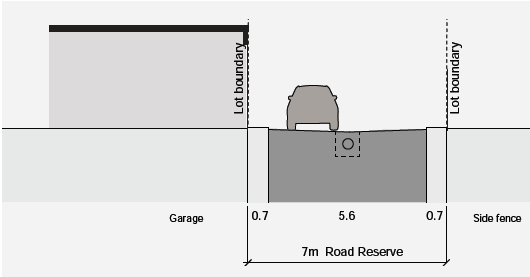 Lot boundary
Lot boundary
Garage
0.7
5.6
0.7
Side fence
7m Road Reserve